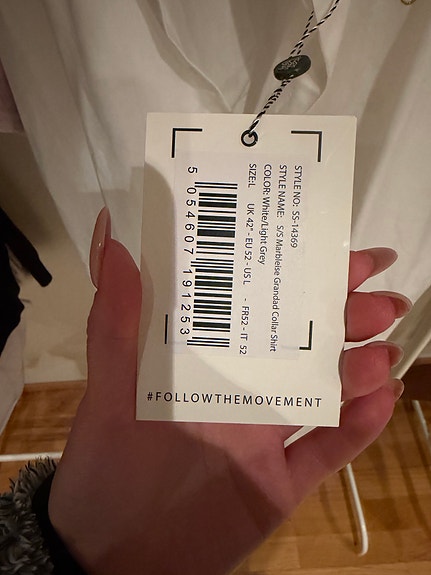 STYLE NO: SS-14369
STYLE NAME: S/S Marbleise Grandad Collar Shirt
COLOR: White/Light Grey
SIZE:L UK 42" - EU 52 - US L - FR52 - IT 52
5 054607 191253
#FOLLOWTHEMOVEMENT